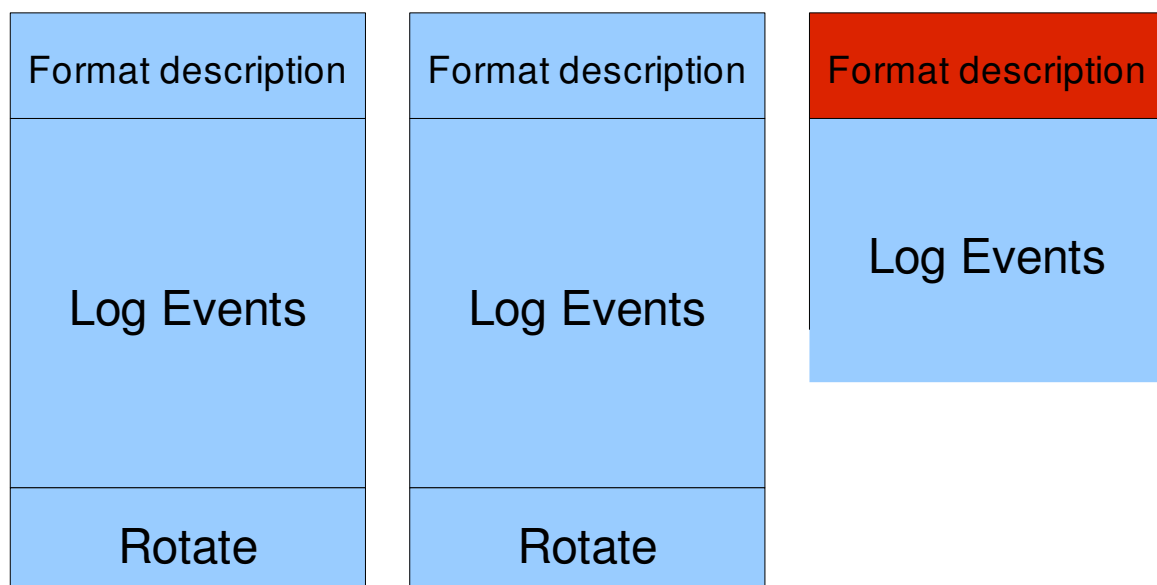 Format description
Log Events
Rotate
Format description
Log Events
Rotate
Format description
Log Events